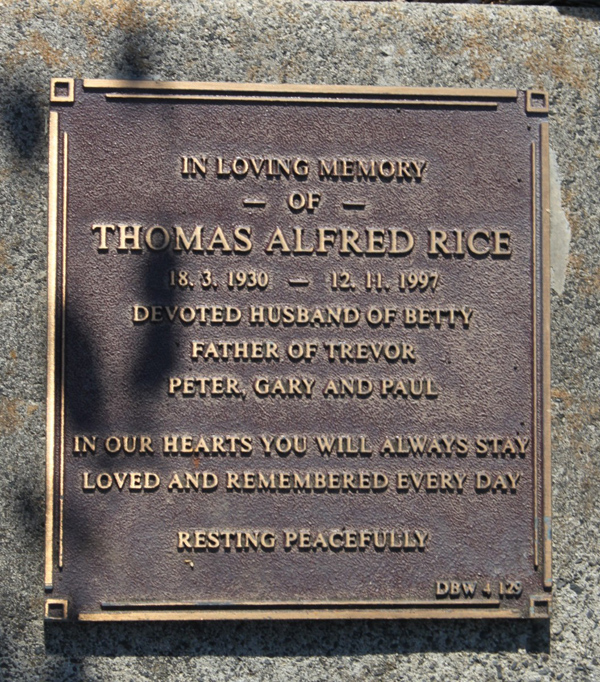 IN LOVING MEMORY
— OF —
THOMAS ALFRED RICE
18. 3. 1930 — 12. 11. 1997
DEVOTED HUSBAND OF BETTY
FATHER OF TREVOR
PETER, GARY AND PAUL
IN OUR HEARTS YOU WILL ALWAYS STAY
LOVED AND REMEMBERED EVERY DAY
RESTING PEACEFULLY
DBW 4 129